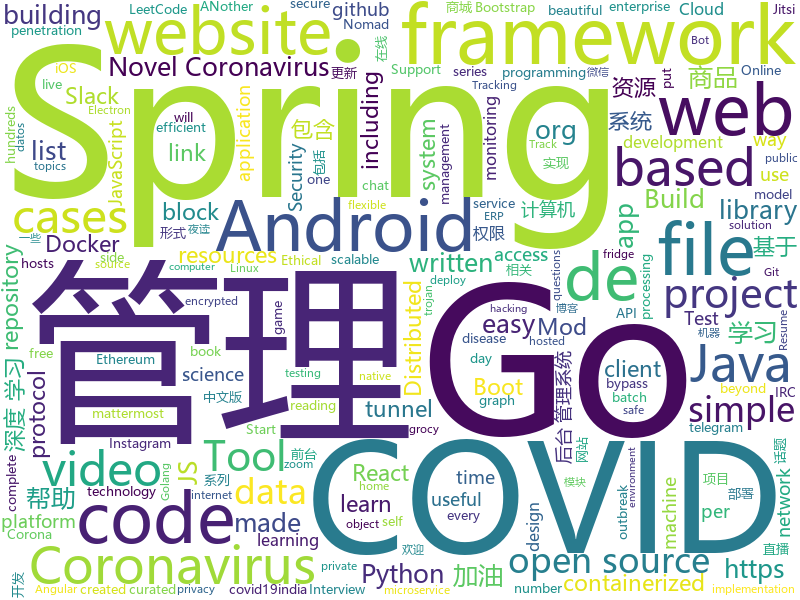 LeetCode ANother beautiful secure github Nomad 商城 Bootstrap enterprise Cloud Jitsi
penetration building website framework 在线 Bot
Novel Coronavirus iOS 更新 Support series programming 微信 Online put
hundreds datos live Slack Electron including monitoring Tracking 资源 商品
Spring org web will Track
efficient 包含 Security JavaScript application system 系统 development way
list link cases topics based Build use public
block chat management one 包括 service ERP 实现 model
Docker resources Android flexible 计算机 library solution
一些 形式 夜迹 权限 app 基于
side source hosts Ethical scalable written access 相关 file fridge Git
computer Linux easy de processing questions
repository encrypted game Distributed Mod API deploy project
Ethereum trojan Test 学习 hacking 博客 hosted
free book protocol science disease client bypass 机器 Resume
深度 学习 中文版 testing day batch Java beyond
mattermost reading native graph tunnel Boot 后台 管理系统 simple
Instagram Start 管理 Go safe IRC
complete technology video Tool JS 系列 前台 grocy 网站 telegram
React zoom
帮助 Golang data home COVID environment
platform code made internet time useful learn 话题
Corona object self every design outbreak machine network 项目 部署
learning private 模块
Coronavirus Python 加油 open source https 直播
开发 Angular created curated privacy covid19india Interview 欢迎 microservice number containerized per implementation